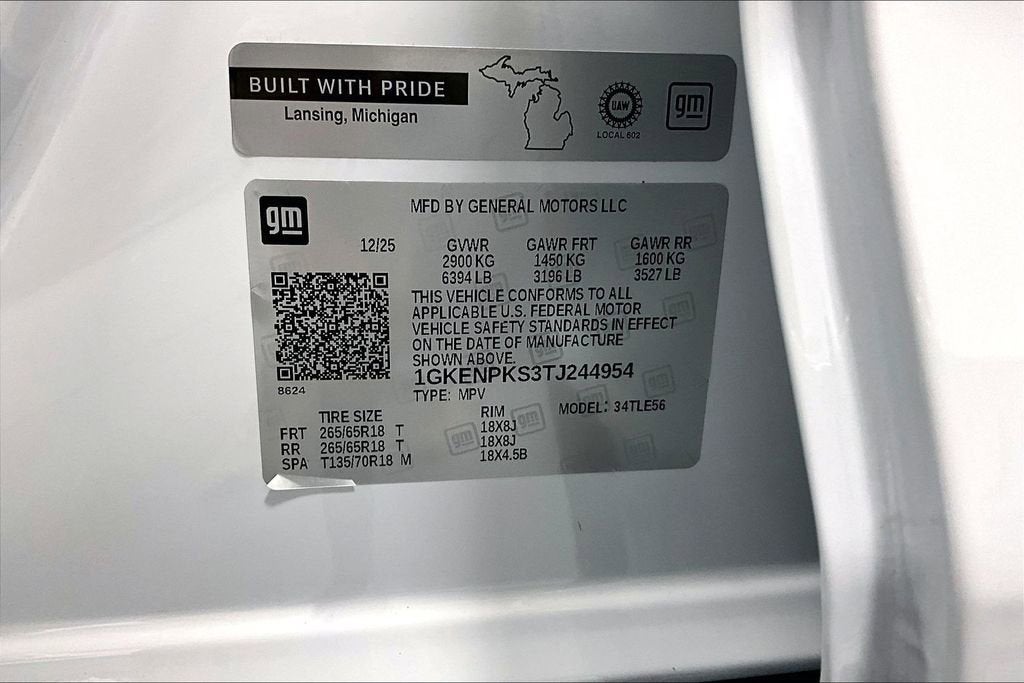 BUILT WITH PRIDE
Lansing, Michigan
UAW
LOCAL 602
gm
gm
MFD BY GENERAL MOTORS LLC
12/25 GVWR GAWR FRT GAWR RR
2900 KG 1450 KG 1600 KG
6394 LB 3196 LB 3527 LB
THIS VEHICLE CONFORMS TO ALL
APPLICABLE U.S. FEDERAL MOTOR
VEHICLE SAFETY STANDARDS IN EFFECT
ON THE DATE OF MANUFACTURE
SHOWN ABOVE.
1GKENPKS3TJ244954
8624
TYPE: MPV MODEL: 34TLE56
TIRE SIZE RIM
FRT 265/65R18 T 18X8J
RR 265/65R18 T 18X8J
SPA T135/70R18 M 18X4.5B